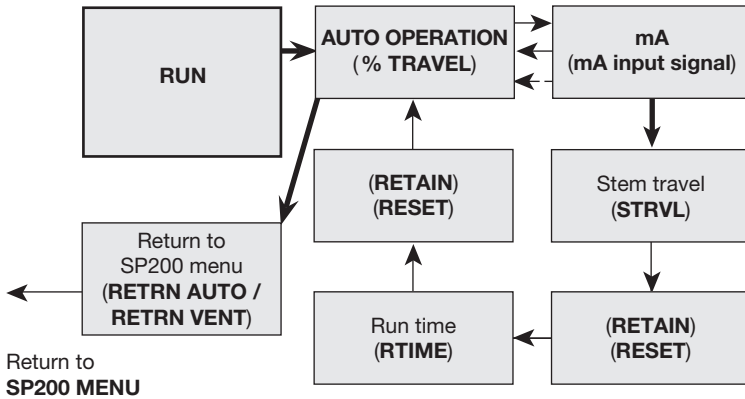 RUN
AUTO OPERATION
(% TRAVEL)
mA
(mA input signal)
(RETAIN)
(RESET)
Stem travel
(STRVL)
Return to
SP200 menu
(RETRN AUTO /
RETRN VENT)
Run time
(RTIME)
(RETAIN)
(RESET)
Return to
SP200 MENU